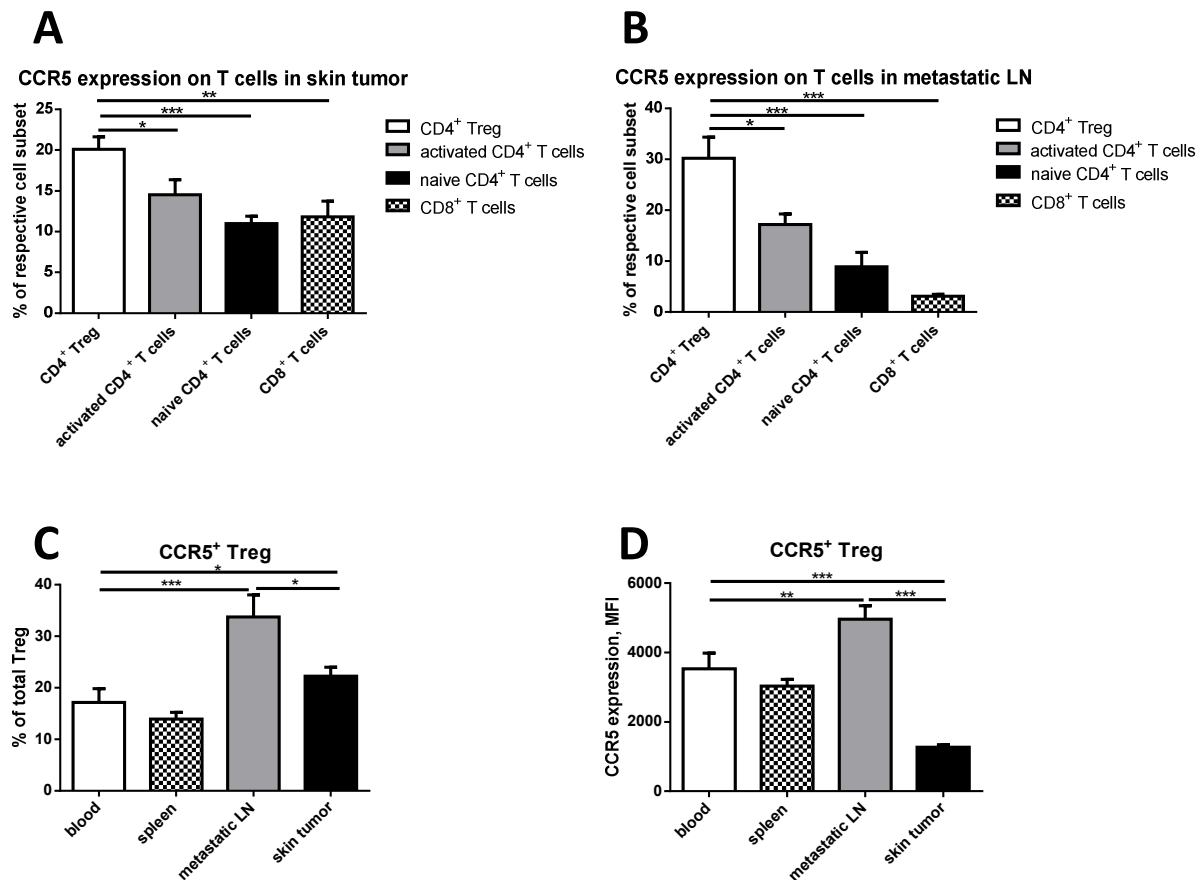 A
CCR5 expression on T cells in skin tumor
% of respective cell subset
25
20
15
10
5
0
**
***
*
CD4⁺ Treg
activated CD4⁺ T cells
naive CD4⁺ T cells
CD8⁺ T cells
CD4⁺ Treg
activated CD4⁺ T cells
naive CD4⁺ T cells
CD8⁺ T cells
B
CCR5 expression on T cells in metastatic LN
% of respective cell subset
40
30
20
10
0
***
***
*
CD4⁺ Treg
activated CD4⁺ T cells
naive CD4⁺ T cells
CD8⁺ T cells
CD4⁺ Treg
activated CD4⁺ T cells
naive CD4⁺ T cells
CD8⁺ T cells
C
CCR5⁺ Treg
% of total Treg
40
30
20
10
0
*
***
*
blood
spleen
metastatic LN
skin tumor
D
CCR5⁺ Treg
CCR5 expression, MFI
6000
4000
2000
0
***
**
***
blood
spleen
metastatic LN
skin tumor